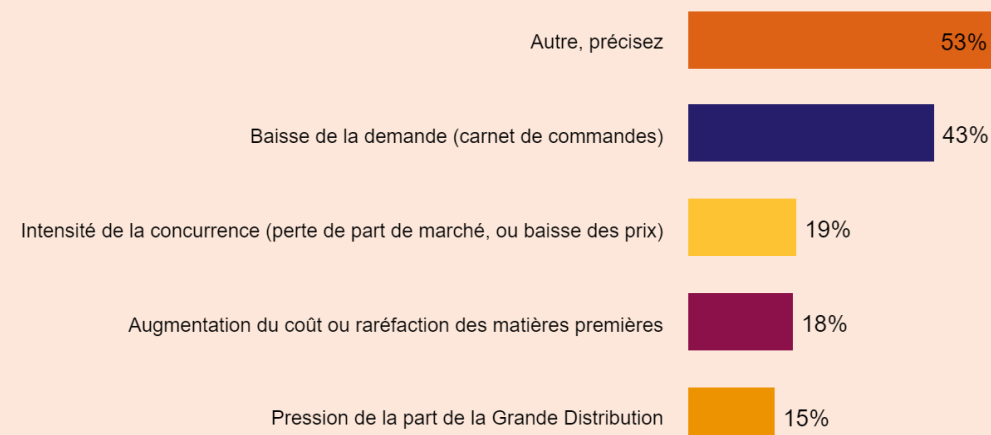 Autre, précisez 53%
Baisse de la demande (carnet de commandes) 43%
Intensité de la concurrence (perte de part de marché, ou baisse des prix) 19%
Augmentation du coût ou raréfaction des matières premières 18%
Pression de la part de la Grande Distribution 15%